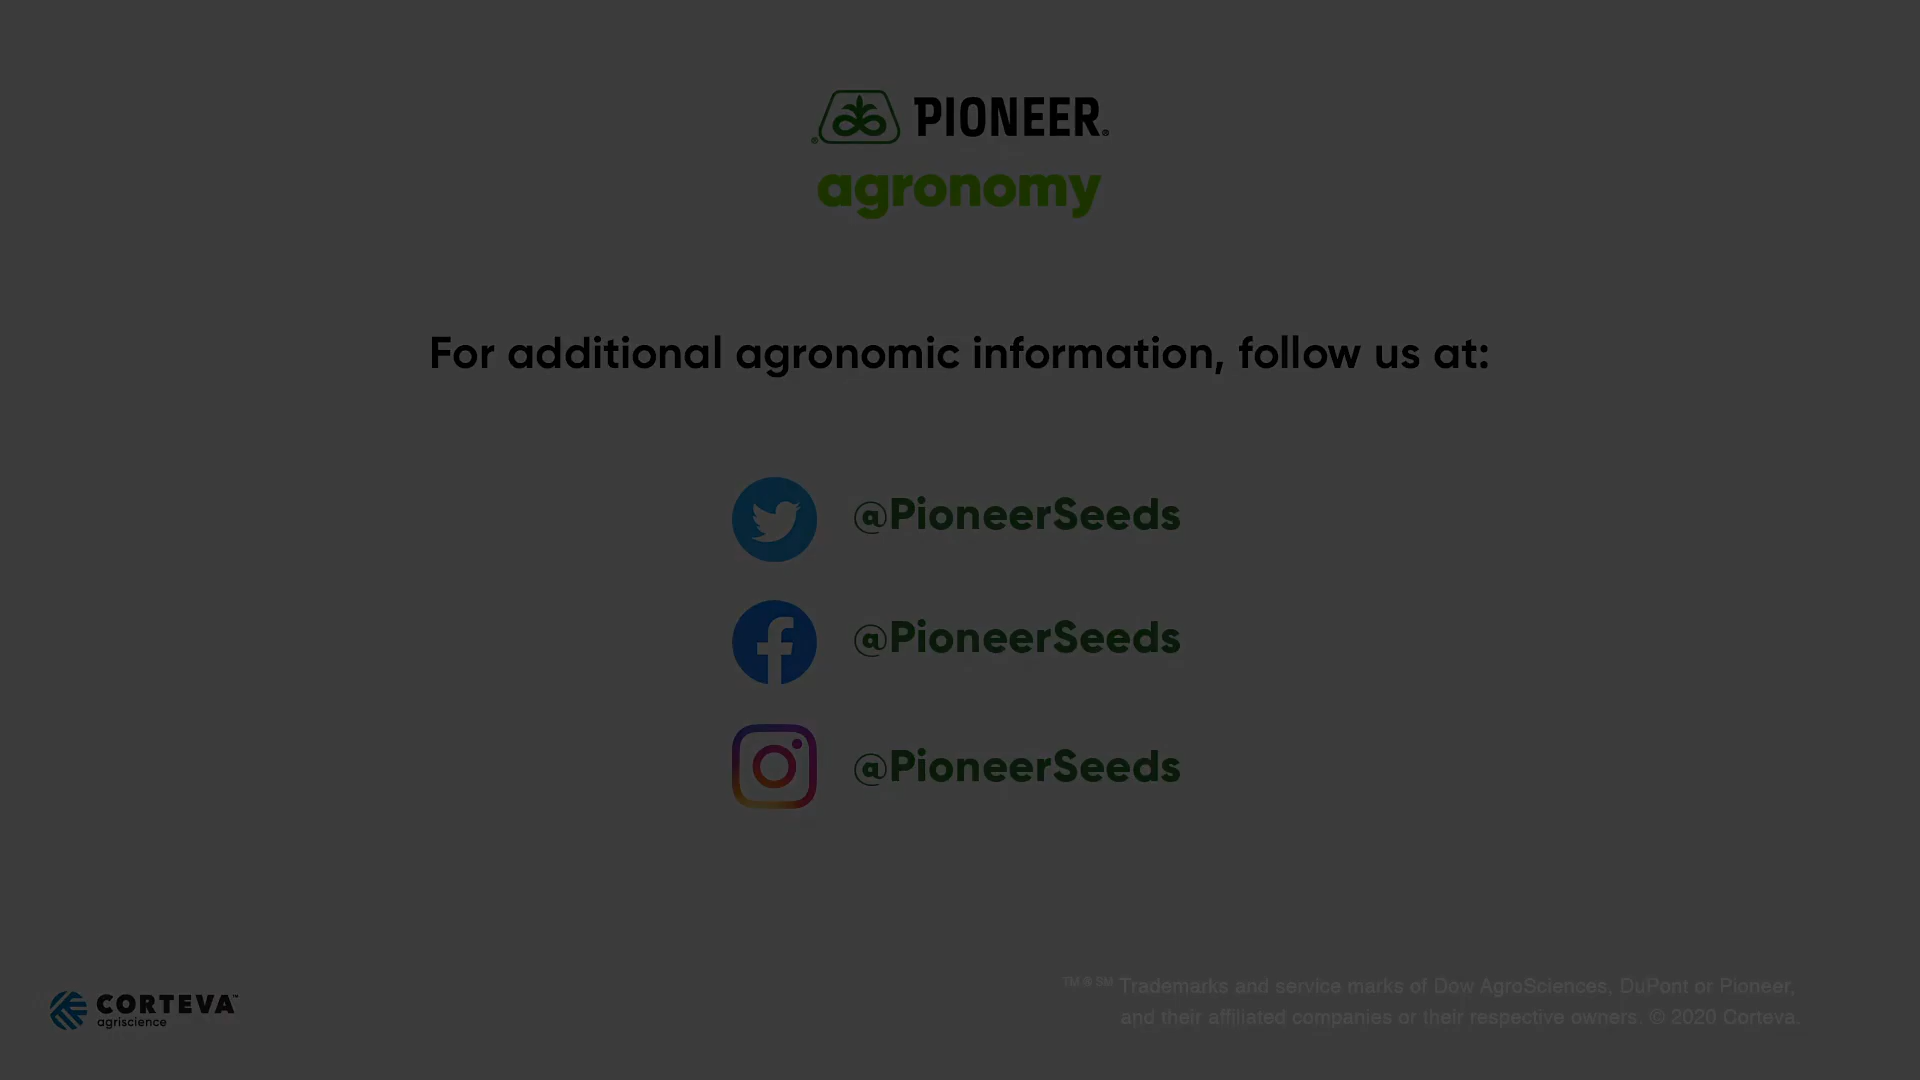 PIONEER®
agronomy
For additional agronomic information, follow us at:
@PioneerSeeds
@PioneerSeeds
@PioneerSeeds
CORTEVA™
agriscience
™ ® ℠ Trademarks and service marks of Dow AgroSciences, DuPont or Pioneer,
and their affiliated companies or their respective owners. © 2020 Corteva.